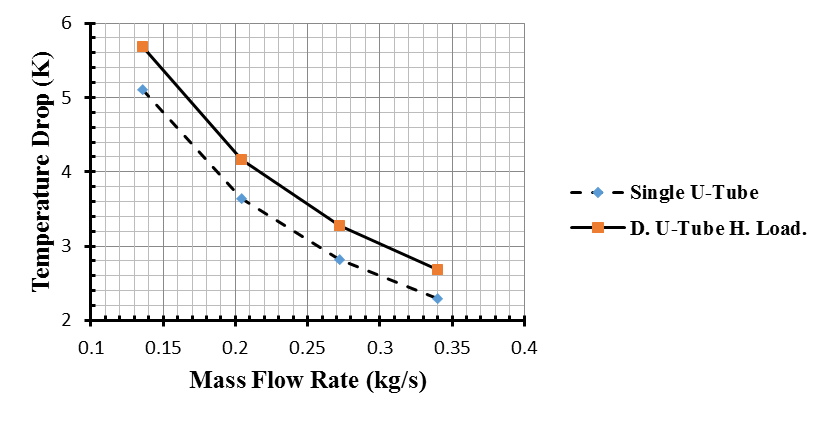 6
5
4
3
2
Temperature Drop (K)
0.1 0.15 0.2 0.25 0.3 0.35 0.4
Mass Flow Rate (kg/s)
Single U-Tube
D. U-Tube H. Load.